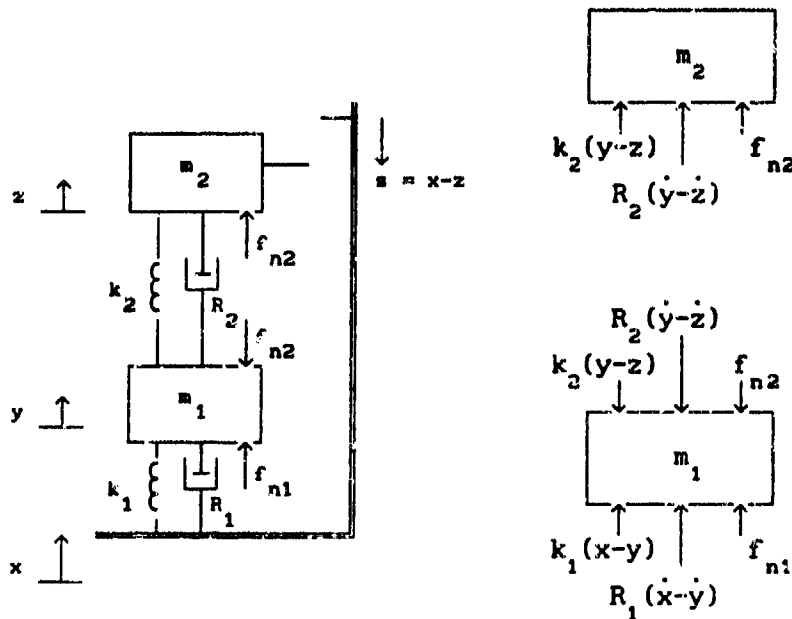 m₂
z
k₂
R₂
fₙ₂
fₙ₂
s = x-z
y
m₁
k₁
R₁
fₙ₁
x
m₂
k₂(y-z)
fₙ₂
R₂(ẏ-ż)
R₂(ẏ-ż)
k₂(y-z)
fₙ₂
m₁
k₁(x-y)
fₙ₁
R₁(ẋ-ẏ)